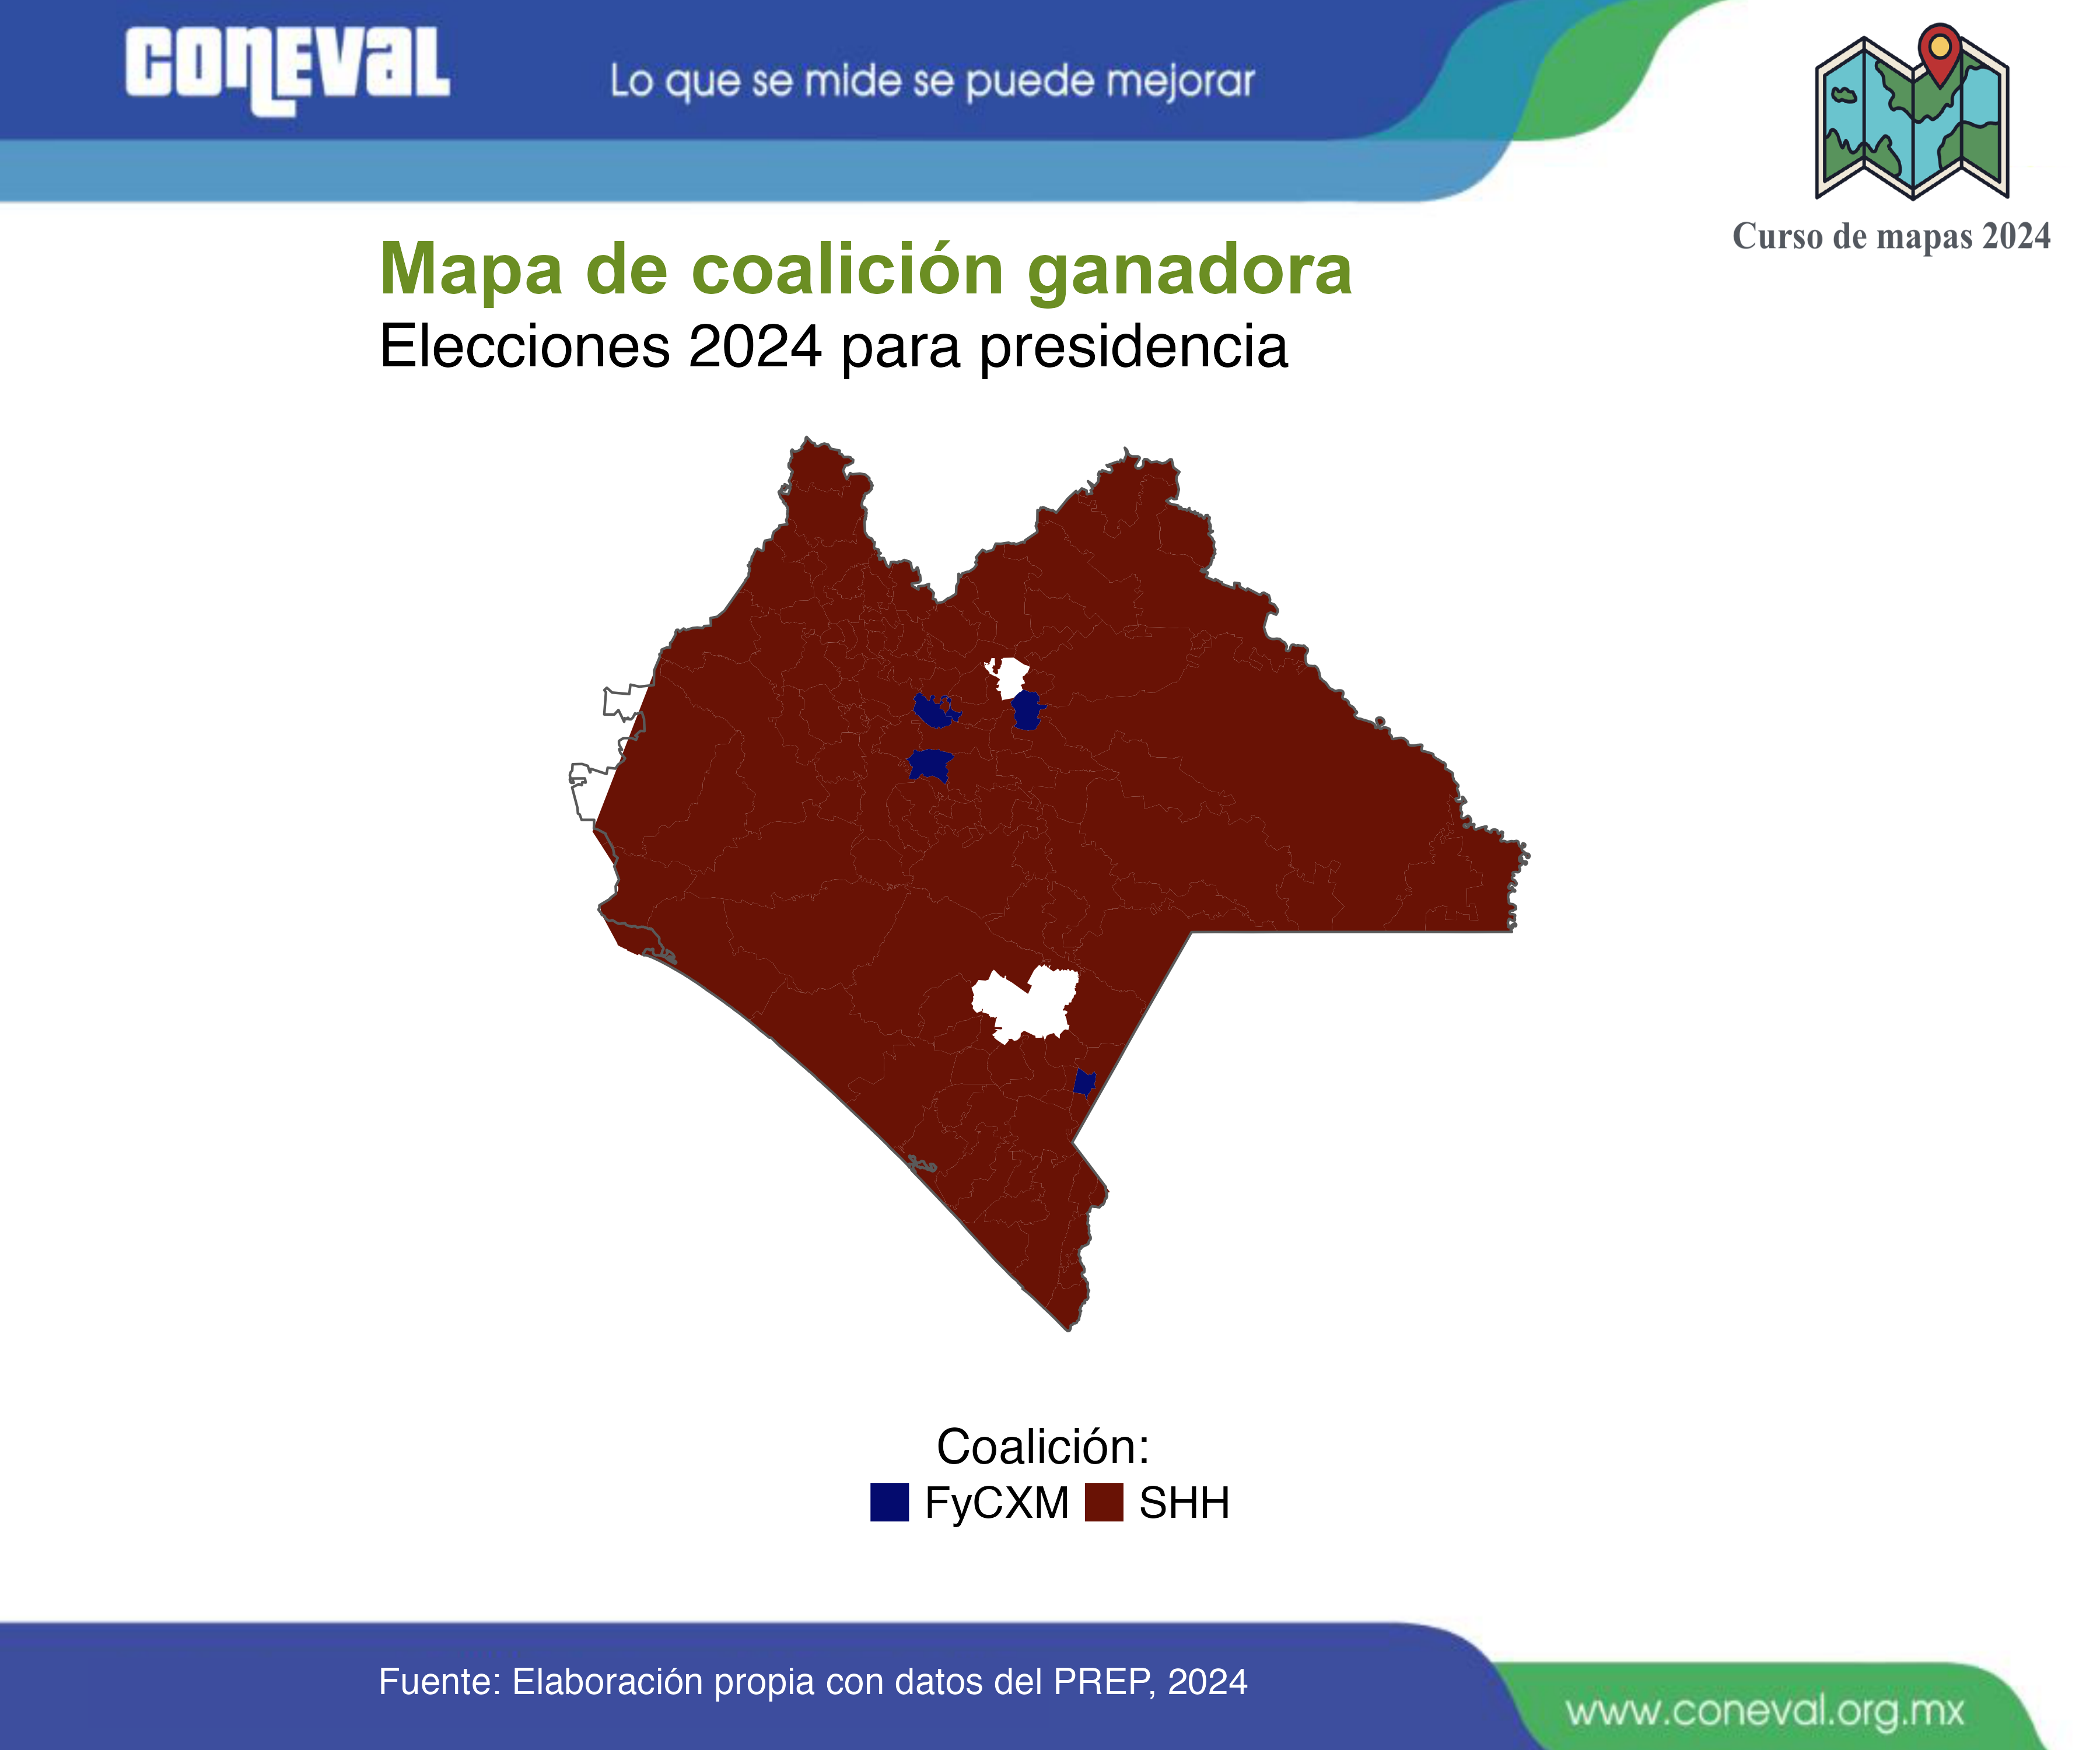 CONEVAL
Lo que se mide se puede mejorar
Curso de mapas 2024
Mapa de coalición ganadora
Elecciones 2024 para presidencia
Coalición:
FyCXM SHH
Fuente: Elaboración propia con datos del PREP, 2024
www.coneval.org.mx